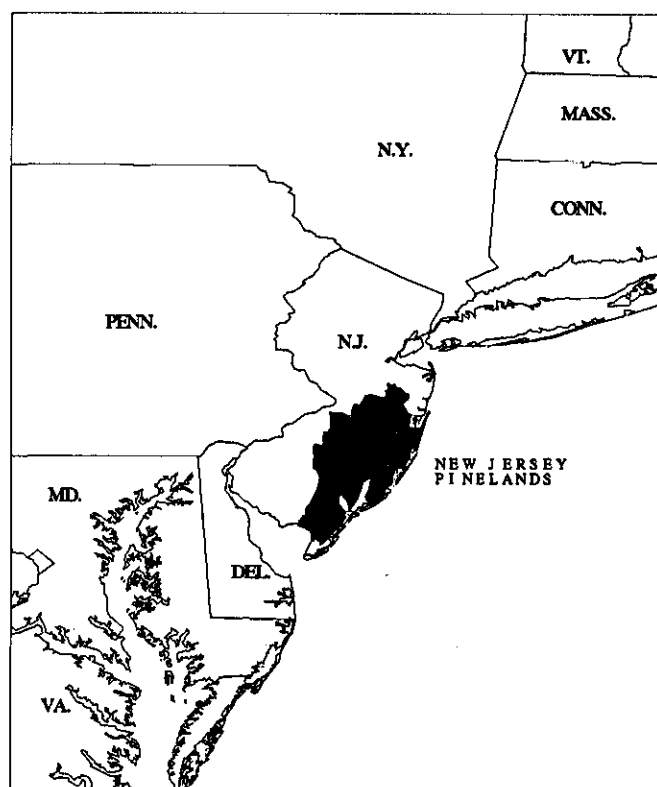 VT.
MASS.
N.Y.
CONN.
PENN.
N.J.
NEW JERSEY
PINELANDS
MD.
DEL.
VA.